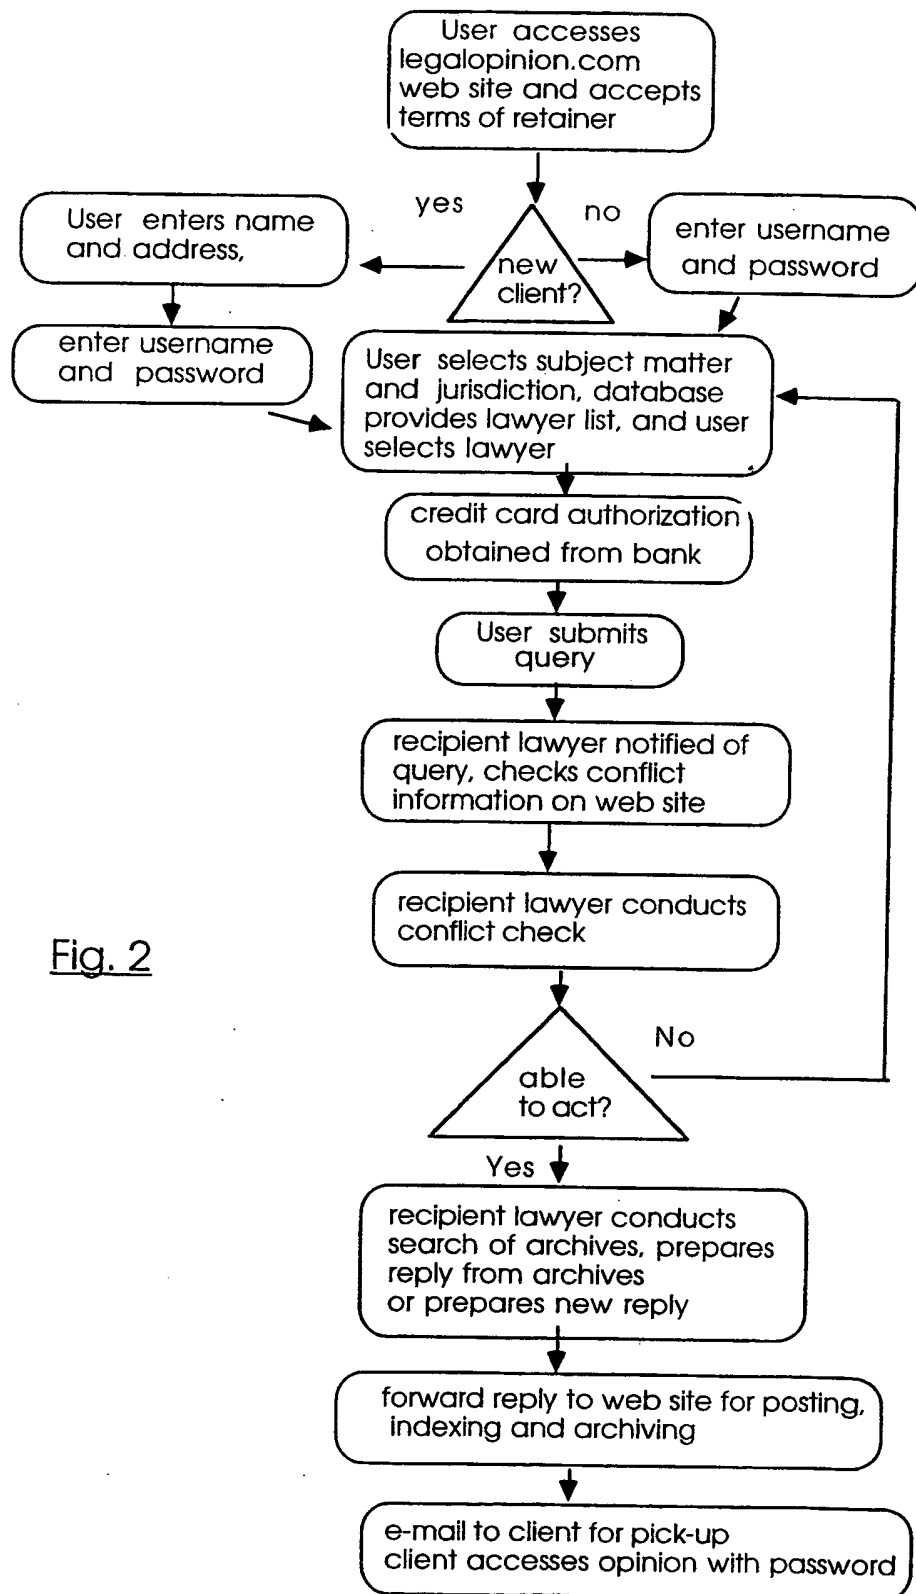 User accesses
legalopinion.com
web site and accepts
terms of retainer
yes
no
User enters name
and address,
new
client?
enter username
and password
enter username
and password
User selects subject matter
and jurisdiction, database
provides lawyer list, and user
selects lawyer
credit card authorization
obtained from bank
User submits
query
recipient lawyer notified of
query, checks conflict
information on web site
recipient lawyer conducts
conflict check
Fig. 2
No
able
to act?
Yes
recipient lawyer conducts
search of archives, prepares
reply from archives
or prepares new reply
forward reply to web site for posting,
indexing and archiving
e-mail to client for pick-up
client accesses opinion with password